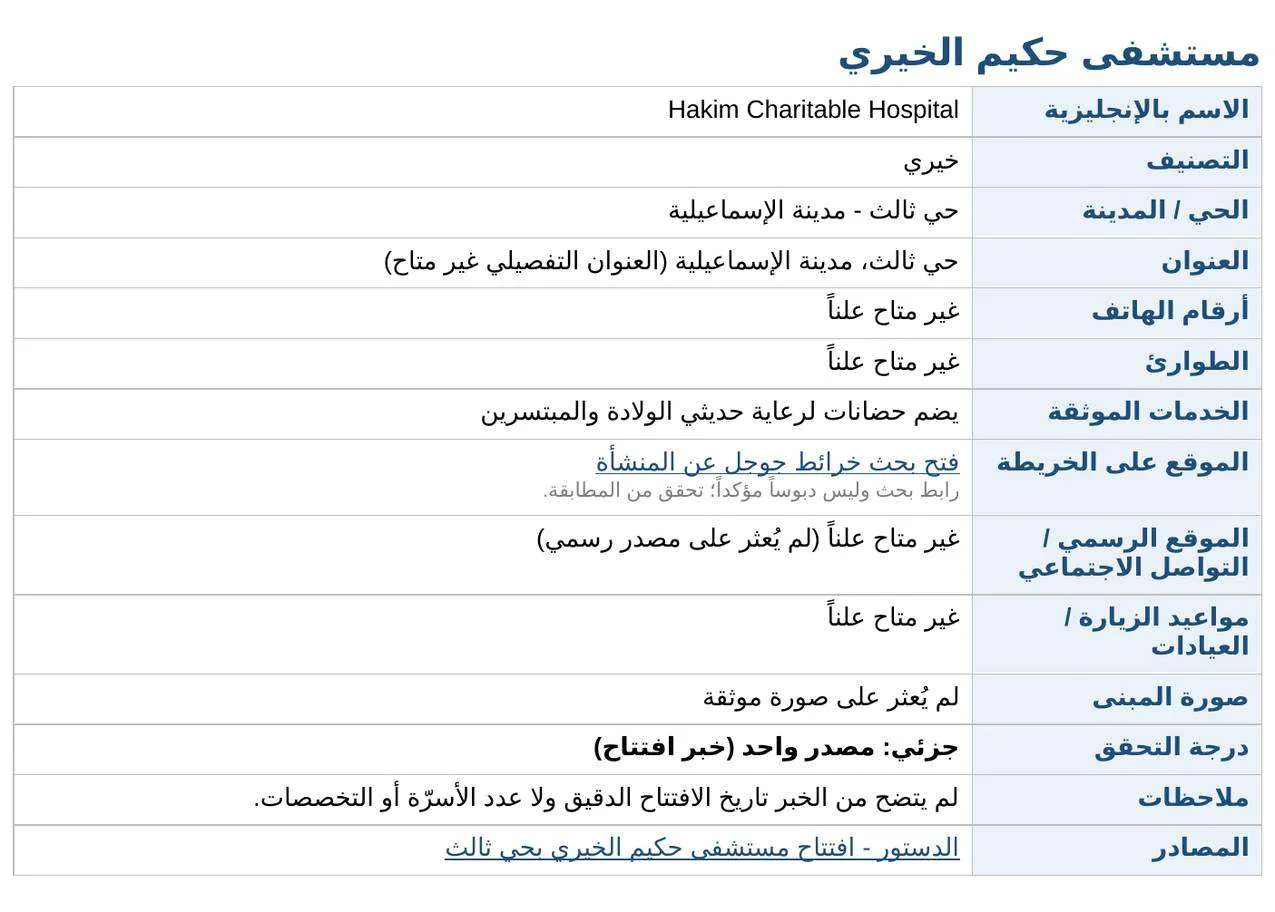 مستشفى حكيم الخيري
الاسم بالإنجليزية Hakim Charitable Hospital
التصنيف خيري
الحي / المدينة حي ثالث - مدينة الإسماعيلية
العنوان حي ثالث، مدينة الإسماعيلية (العنوان التفصيلي غير متاح)
أرقام الهاتف غير متاح علناً
الطوارئ غير متاح علناً
الخدمات الموثقة يضم حضانات لرعاية حديثي الولادة والمبتسرين
الموقع على الخريطة فتح بحث خرائط جوجل عن المنشأة
رابط بحث وليس دبوساً مؤكداً؛ تحقق من المطابقة.
الموقع الرسمي / غير متاح علناً (لم يُعثر على مصدر رسمي)
التواصل الاجتماعي
مواعيد الزيارة / غير متاح علناً
العيادات
صورة المبنى لم يُعثر على صورة موثقة
درجة التحقق جزئي: مصدر واحد (خبر افتتاح)
ملاحظات لم يتضح من الخبر تاريخ الافتتاح الدقيق ولا عدد الأسرّة أو التخصصات.
المصادر الدستور - افتتاح مستشفى حكيم الخيري بحي ثالث